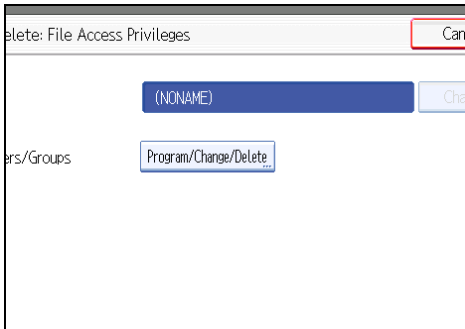 elete: File Access Privileges Can
(NONAME) Cha
ers/Groups Program/Change/Delete